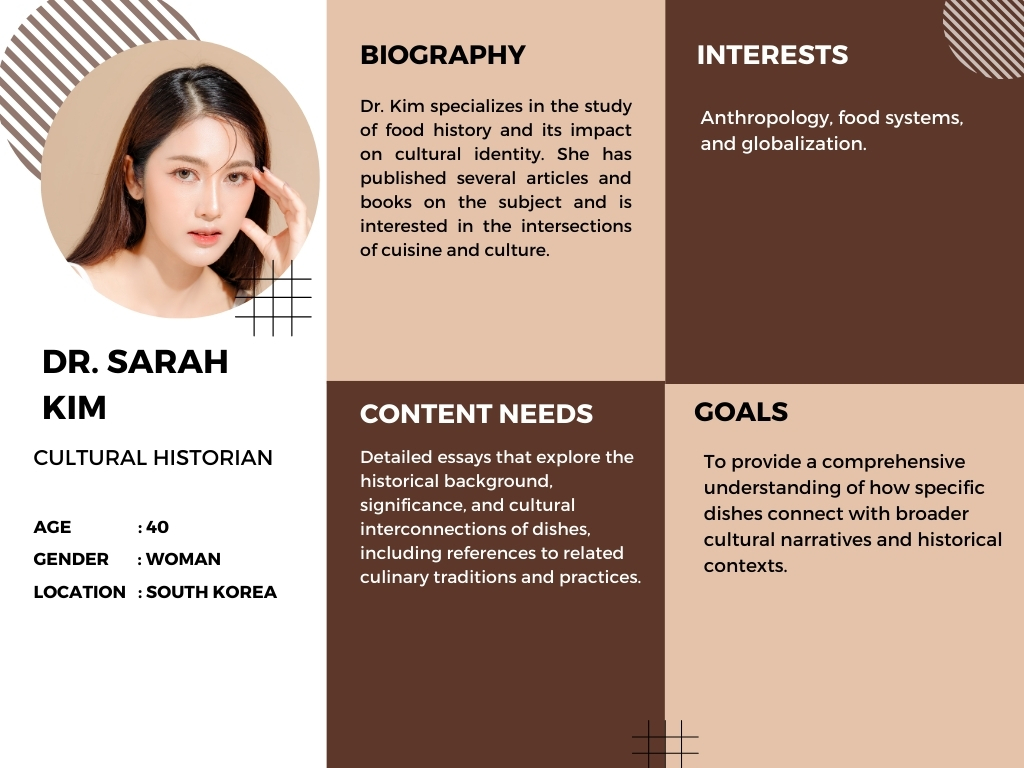 DR. SARAH
KIM
CULTURAL HISTORIAN
AGE : 40
GENDER : WOMAN
LOCATION : SOUTH KOREA
BIOGRAPHY
Dr. Kim specializes in the study
of food history and its impact
on cultural identity. She has
published several articles and
books on the subject and is
interested in the intersections
of cuisine and culture.
INTERESTS
Anthropology, food systems,
and globalization.
CONTENT NEEDS
Detailed essays that explore the
historical background,
significance, and cultural
interconnections of dishes,
including references to related
culinary traditions and practices.
GOALS
To provide a comprehensive
understanding of how specific
dishes connect with broader
cultural narratives and historical
contexts.